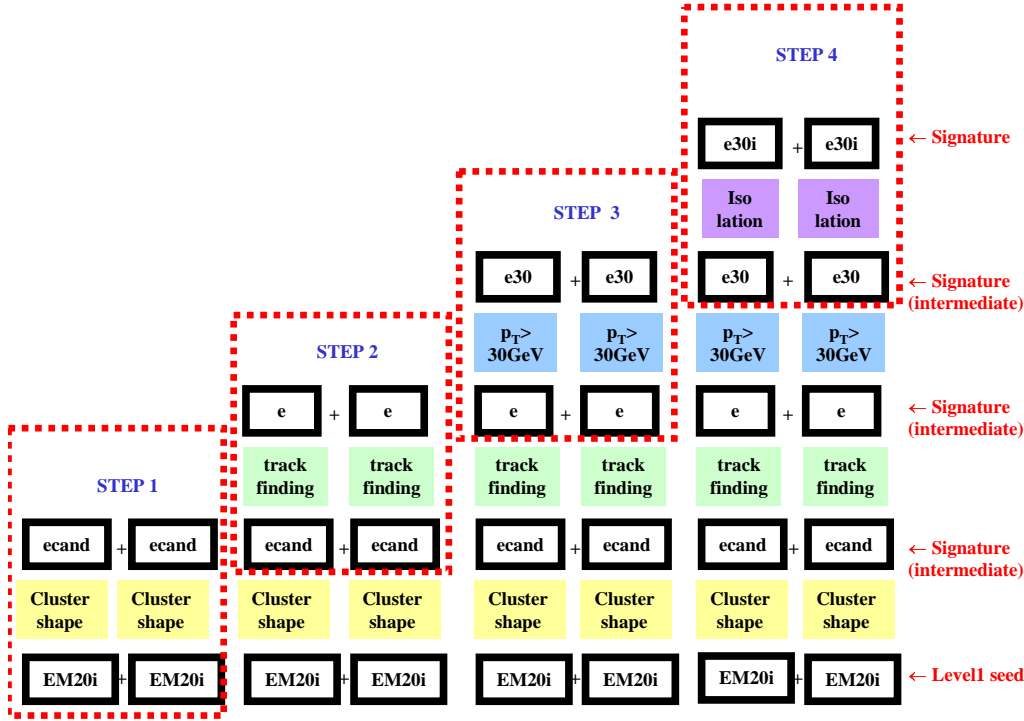 STEP 4
e30i + e30i ← Signature
Iso Iso
lation lation
STEP 3
e30 + e30 e30 + e30 ← Signature
(intermediate)
pT> pT> pT> pT>
30GeV 30GeV 30GeV 30GeV
STEP 2
e + e e + e e + e ← Signature
(intermediate)
track track track track track track
finding finding finding finding finding finding
STEP 1
ecand + ecand ecand + ecand ecand + ecand ecand + ecand ← Signature
(intermediate)
Cluster Cluster Cluster Cluster Cluster Cluster Cluster Cluster
shape shape shape shape shape shape shape shape
EM20i + EM20i EM20i + EM20i EM20i + EM20i EM20i + EM20i ← Level1 seed